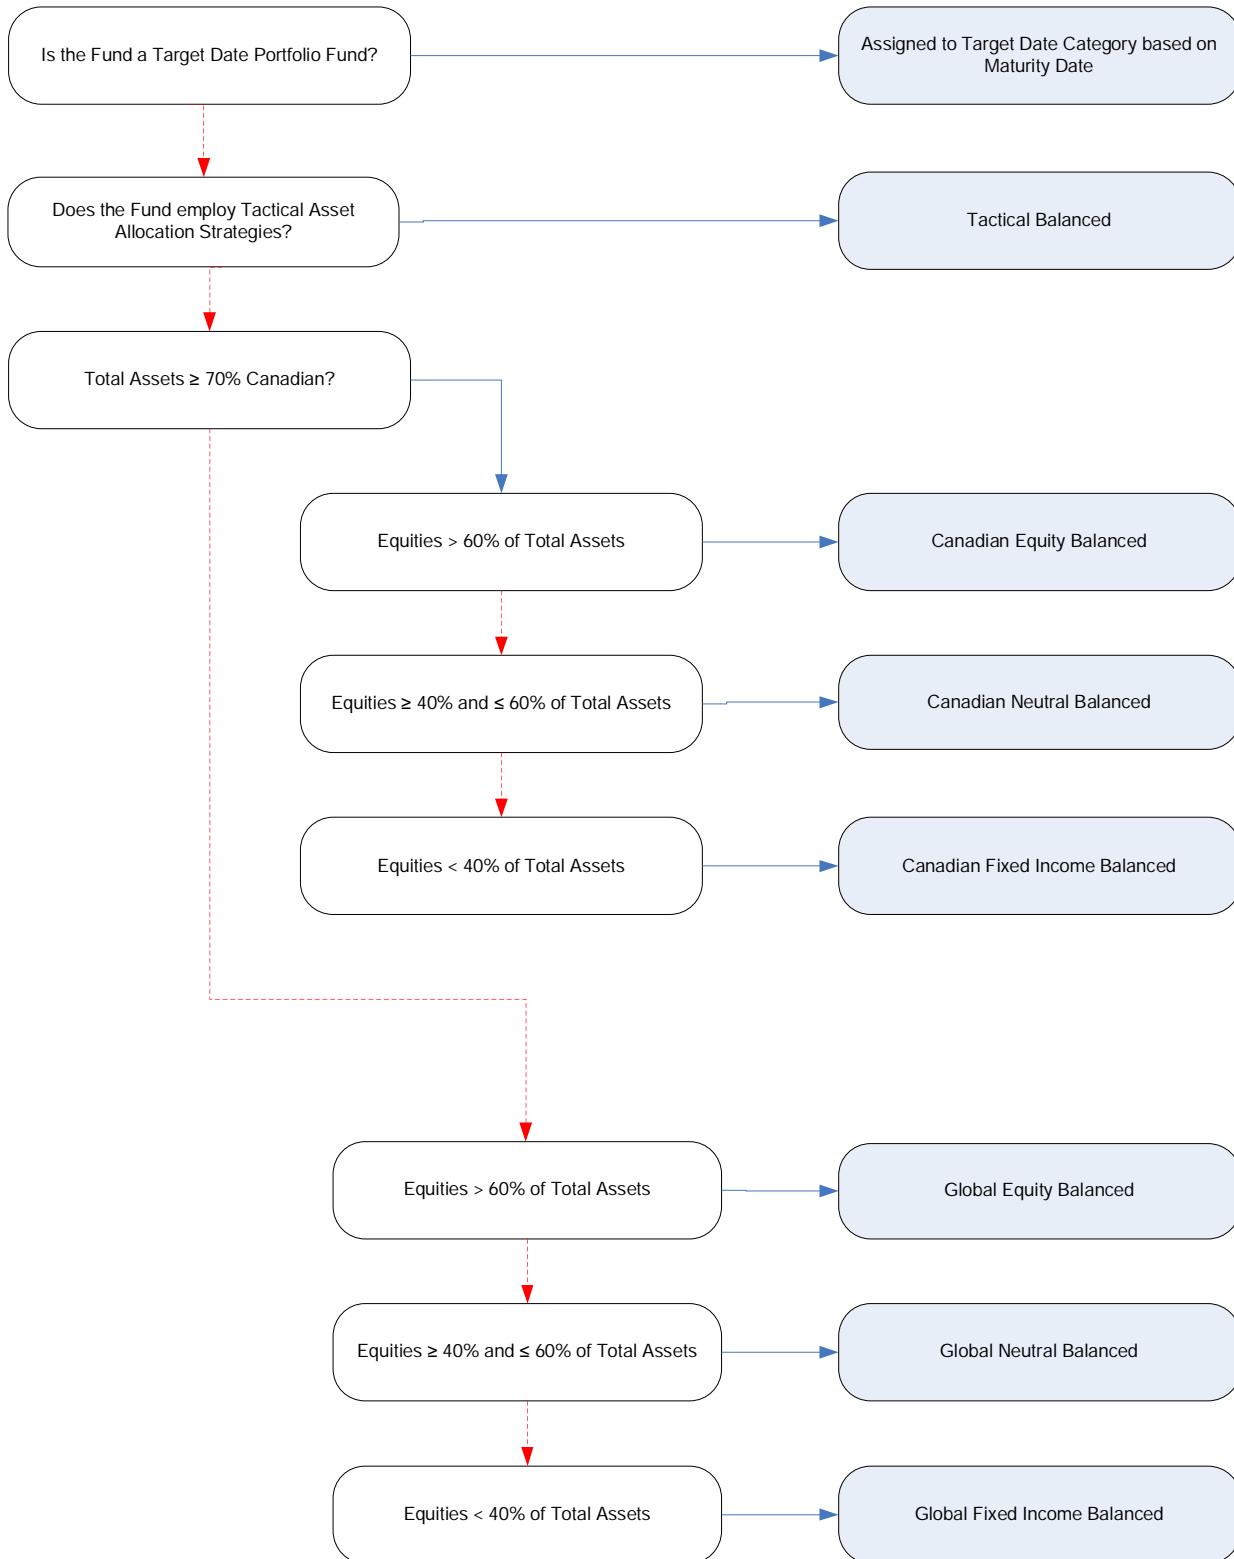 Is the Fund a Target Date Portfolio Fund?
Assigned to Target Date Category based on
Maturity Date
Does the Fund employ Tactical Asset
Allocation Strategies?
Tactical Balanced
Total Assets ≥ 70% Canadian?
Equities > 60% of Total Assets
Canadian Equity Balanced
Equities ≥ 40% and ≤ 60% of Total Assets
Canadian Neutral Balanced
Equities < 40% of Total Assets
Canadian Fixed Income Balanced
Equities > 60% of Total Assets
Global Equity Balanced
Equities ≥ 40% and ≤ 60% of Total Assets
Global Neutral Balanced
Equities < 40% of Total Assets
Global Fixed Income Balanced